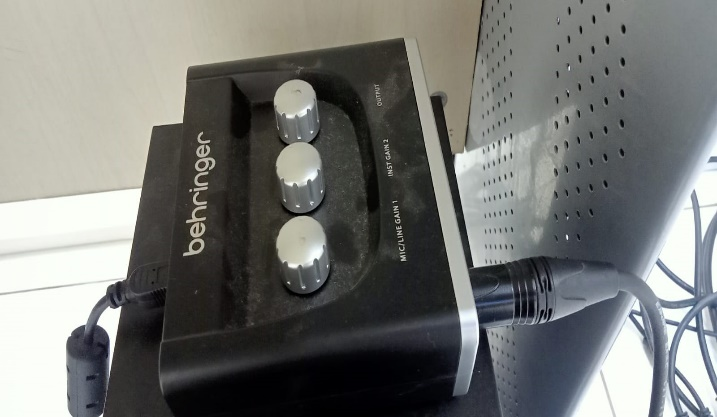 behringer
MIC/LINE GAIN 1
INST GAIN 2
OUTPUT